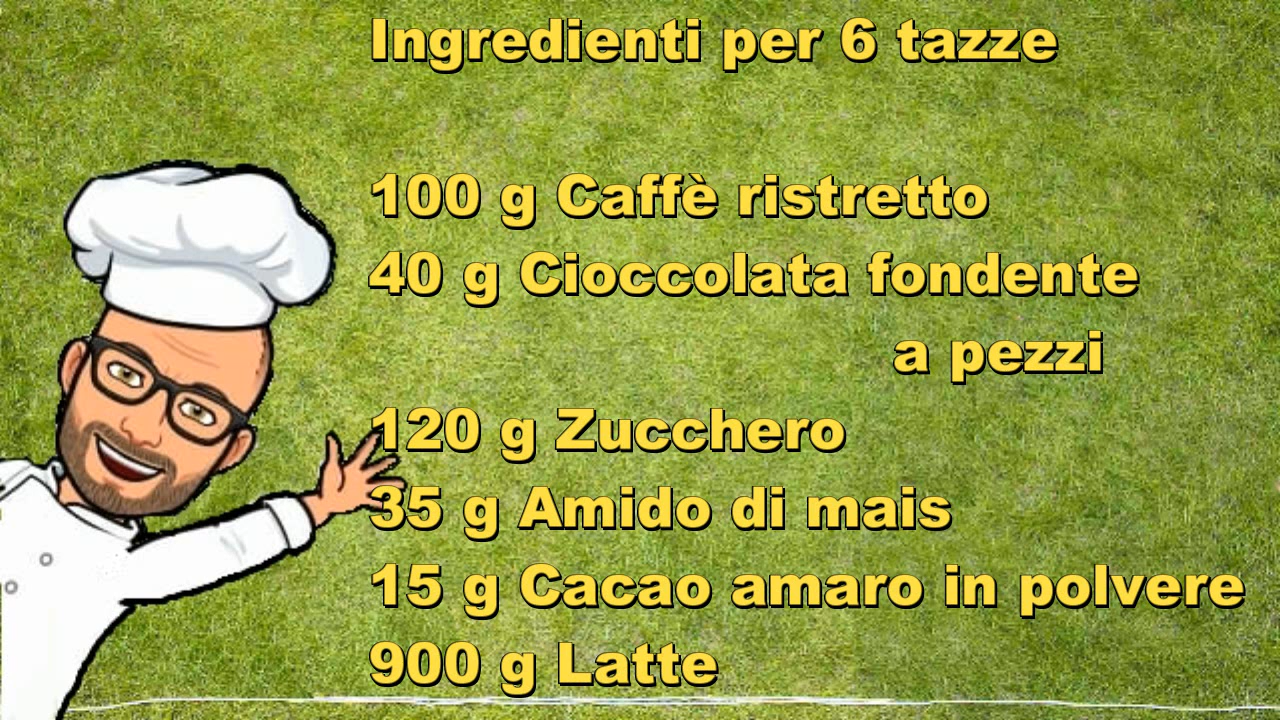 Ingredienti per 6 tazze
100 g Caffè ristretto
40 g Cioccolata fondente
a pezzi
120 g Zucchero
35 g Amido di mais
15 g Cacao amaro in polvere
900 g Latte